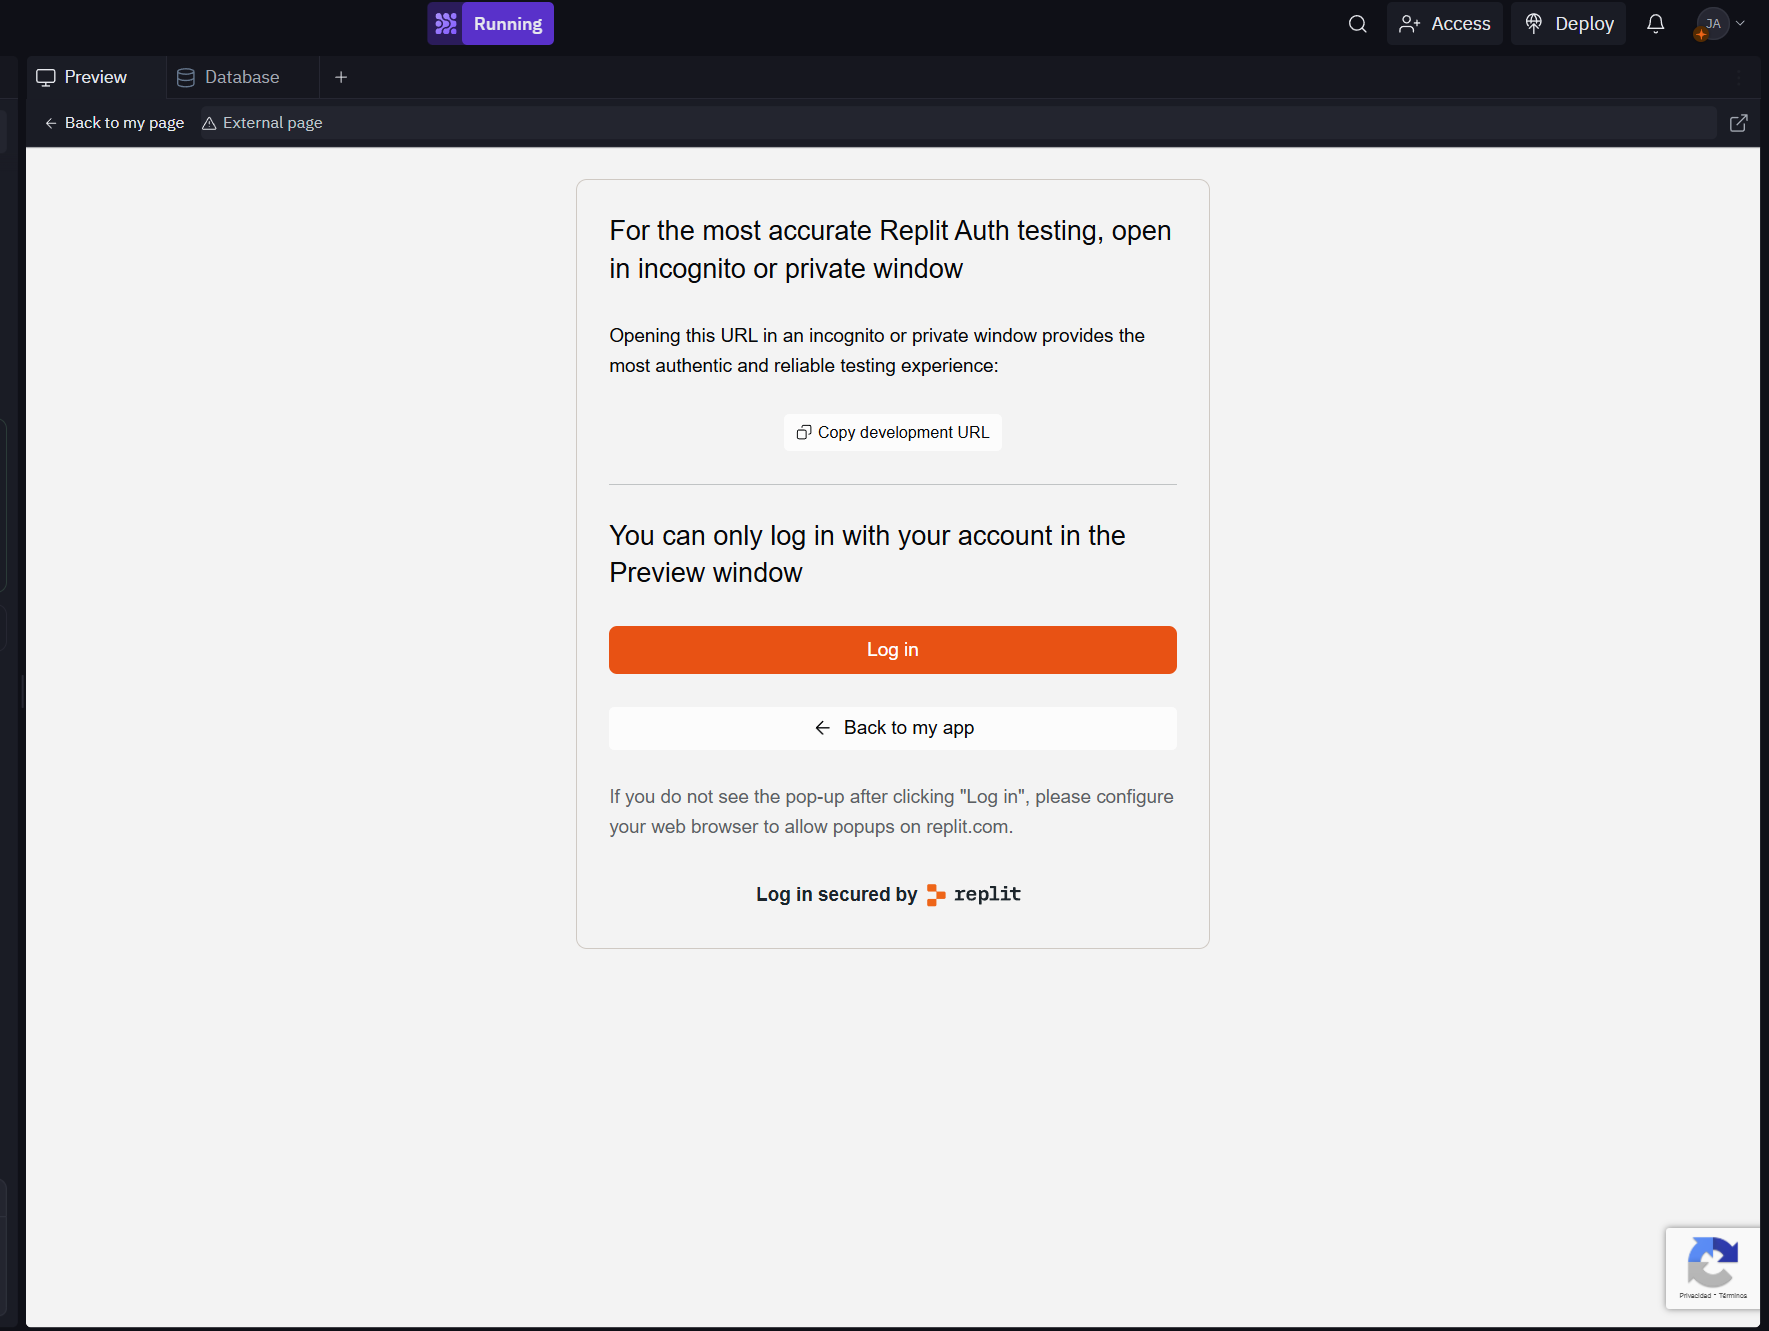 Running
Access
Deploy
JA
Preview
Database
Back to my page
External page
For the most accurate Replit Auth testing, open
in incognito or private window
Opening this URL in an incognito or private window provides the
most authentic and reliable testing experience:
Copy development URL
You can only log in with your account in the
Preview window
Log in
Back to my app
If you do not see the pop-up after clicking "Log in", please configure
your web browser to allow popups on replit.com.
Log in secured by replit
Privacidad - Términos